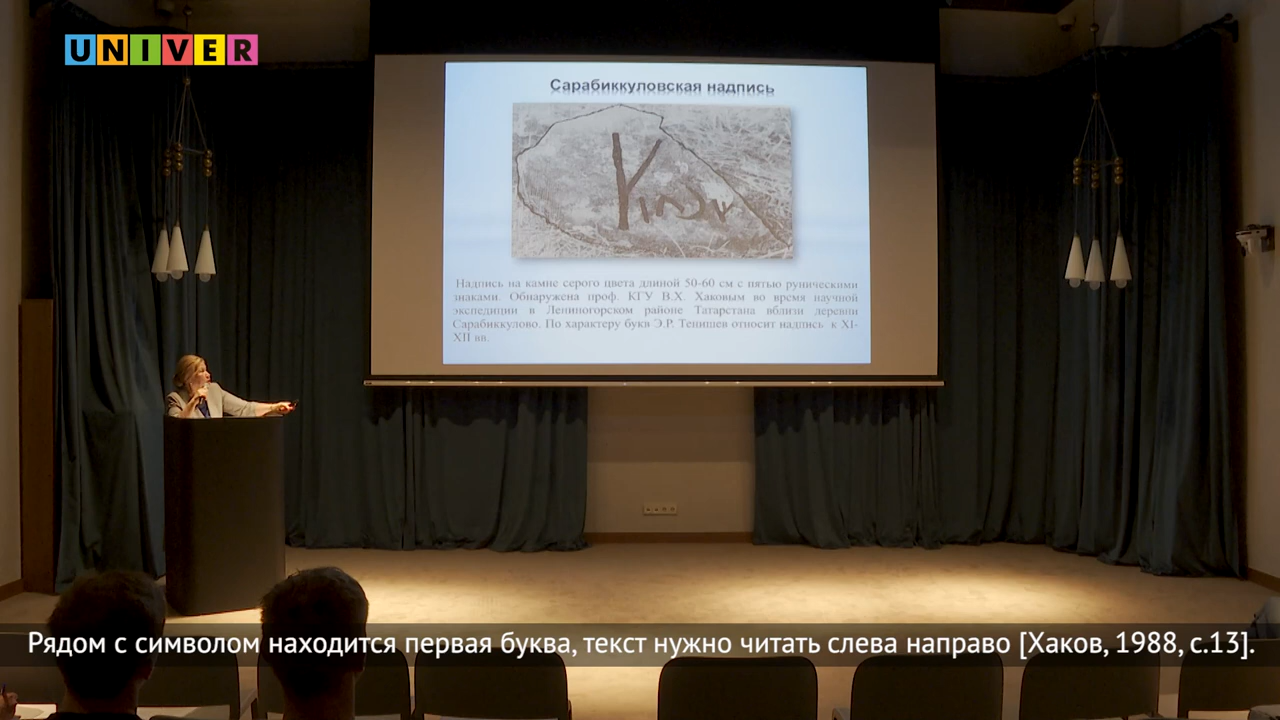 UNIVER
Сарабиккуловская надпись
Надпись на камне серого цвета длиной 50-60 см с пятью руническими
знаками. Обнаружена проф. КГУ В.Х. Хаковым во время научной
экспедиции в Лениногорском районе Татарстана вблизи деревни
Сарабиккулово. По характеру букв Э.Р. Тенишев относит надпись к XI-
XII вв.
Рядом с символом находится первая буква, текст нужно читать слева направо [Хаков, 1988, с.13].